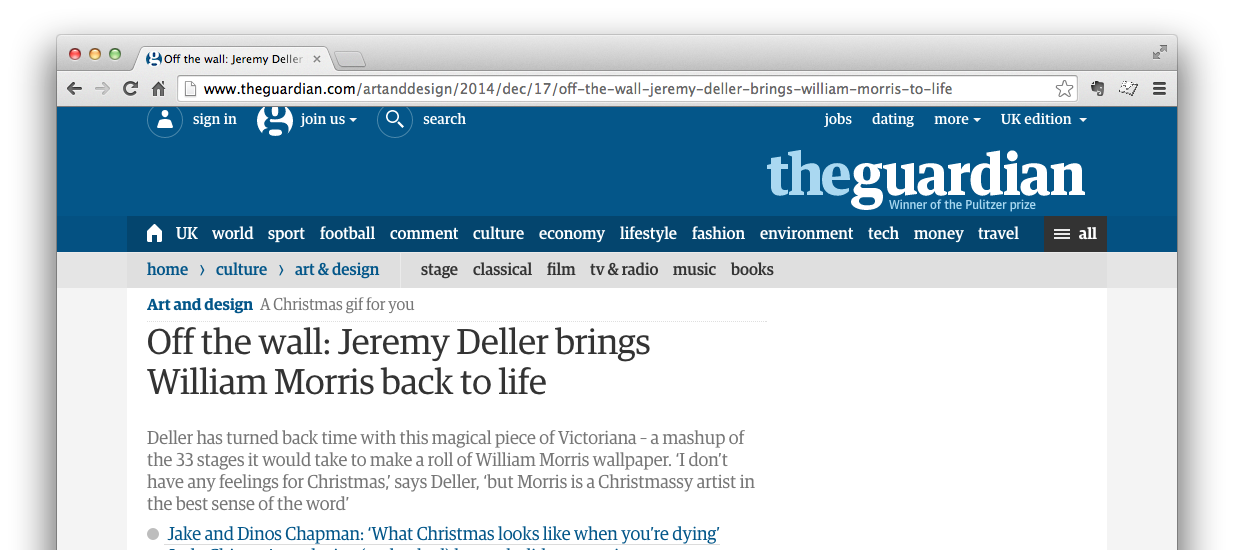 Off the wall: Jeremy Deller
www.theguardian.com/artanddesign/2014/dec/17/off-the-wall-jeremy-deller-brings-william-morris-to-life
sign in join us search jobs dating more UK edition
theguardian
Winner of the Pulitzer prize
UK world sport football comment culture economy lifestyle fashion environment tech money travel all
home › culture › art & design stage classical film tv & radio music books
Art and design A Christmas gif for you
Off the wall: Jeremy Deller brings
William Morris back to life
Deller has turned back time with this magical piece of Victoriana – a mashup of
the 33 stages it would take to make a roll of William Morris wallpaper. ‘I don’t
have any feelings for Christmas,’ says Deller, ‘but Morris is a Christmassy artist in
the best sense of the word’
Jake and Dinos Chapman: ‘What Christmas looks like when you’re dying’